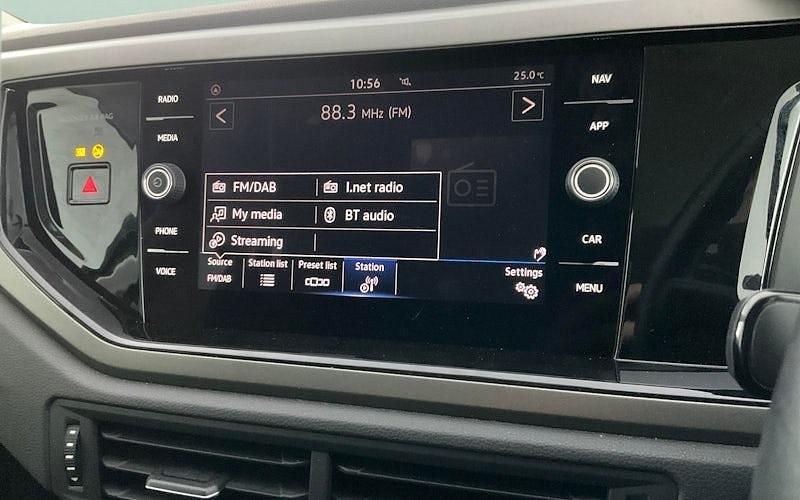 10:56
25.0°C
88.3 MHz (FM)
FM/DAB
I.net radio
My media
BT audio
Streaming
Source
FM/DAB
Station list
Preset list
Station
Settings
RADIO
MEDIA
PHONE
VOICE
NAV
APP
CAR
MENU